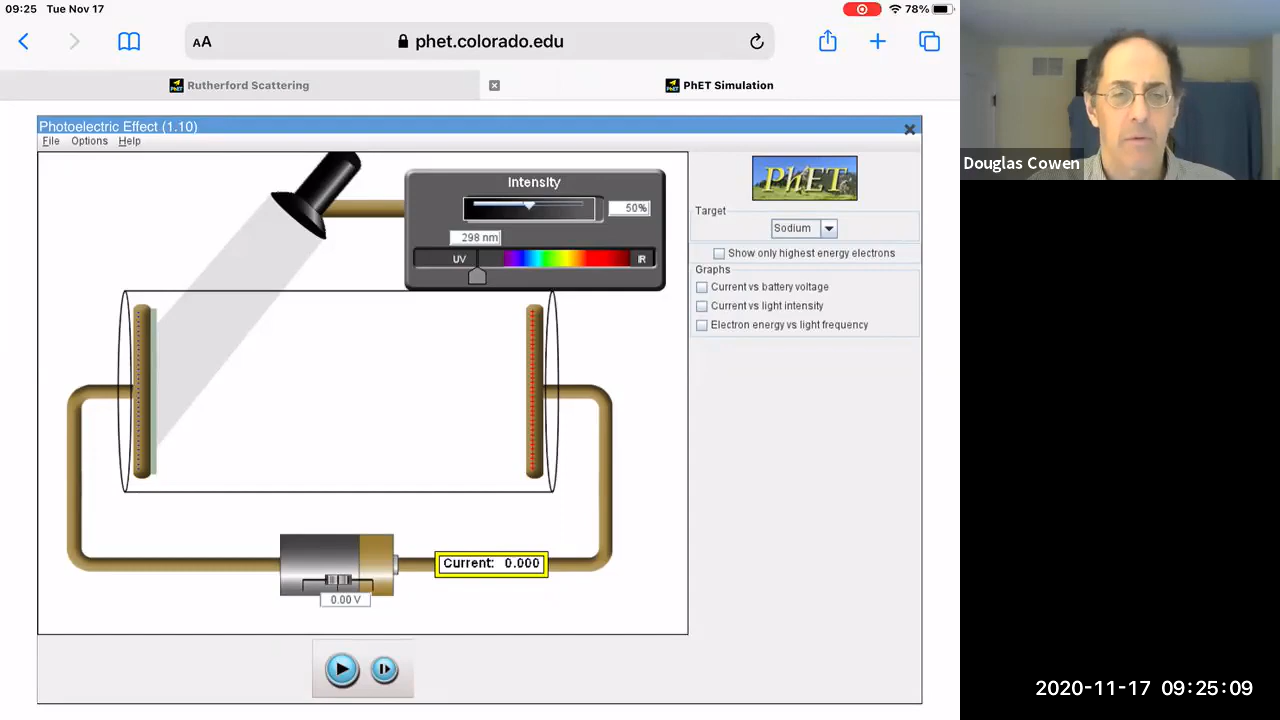 09:25 Tue Nov 17
78%
AA
phet.colorado.edu
Rutherford Scattering
PhET Simulation
Douglas Cowen
Photoelectric Effect (1.10)
File Options Help
Intensity
50%
298 nm
UV
IR
PhET
Target
Sodium
Show only highest energy electrons
Graphs
Current vs battery voltage
Current vs light intensity
Electron energy vs light frequency
Current: 0.000
0.00 V
2020-11-17 09:25:09